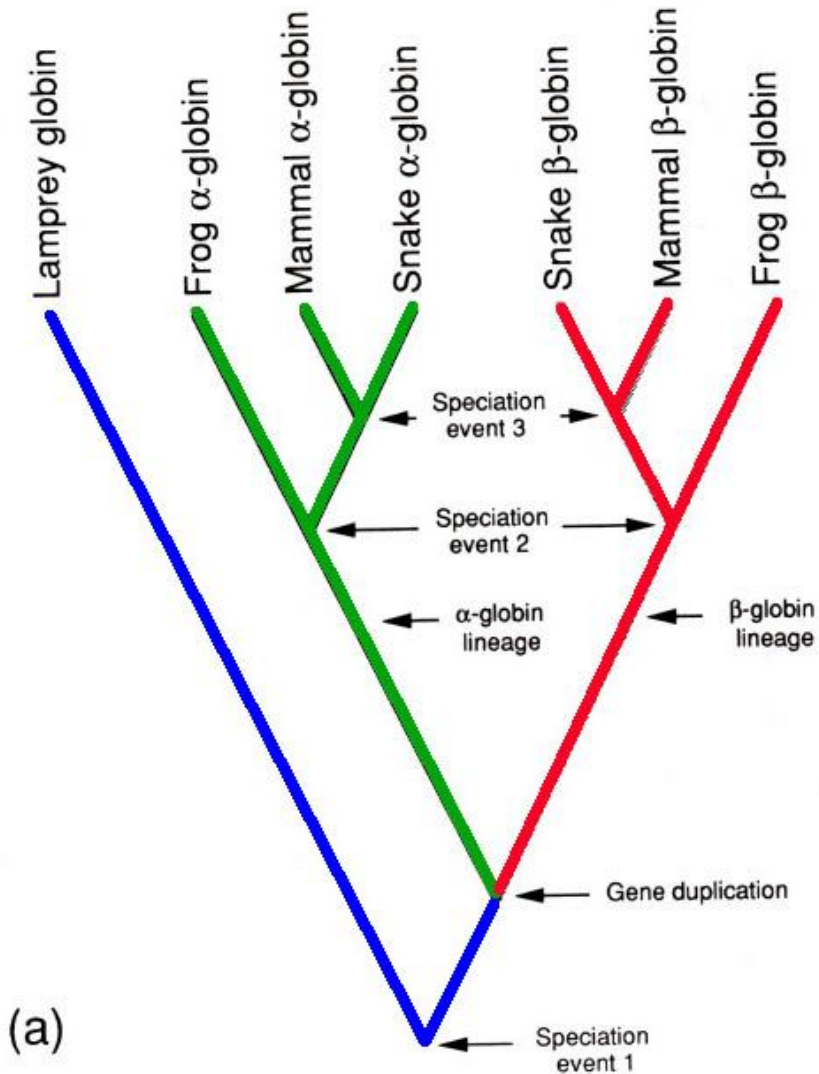 Lamprey globin
Frog α-globin
Mammal α-globin
Snake α-globin
Snake β-globin
Mammal β-globin
Frog β-globin
Speciation
event 3
Speciation
event 2
α-globin
lineage
β-globin
lineage
Gene duplication
(a)
Speciation
event 1